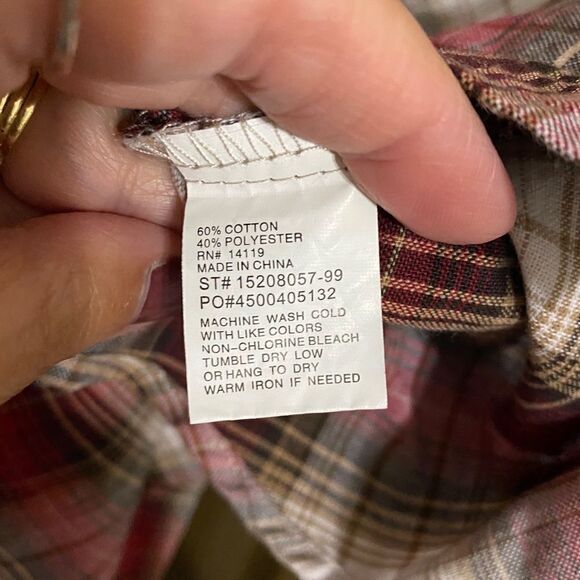 60% COTTON
40% POLYESTER
RN# 14119
MADE IN CHINA
ST# 15208057-99
PO#4500405132
MACHINE WASH COLD
WITH LIKE COLORS
NON-CHLORINE BLEACH
TUMBLE DRY LOW
OR HANG TO DRY
WARM IRON IF NEEDED